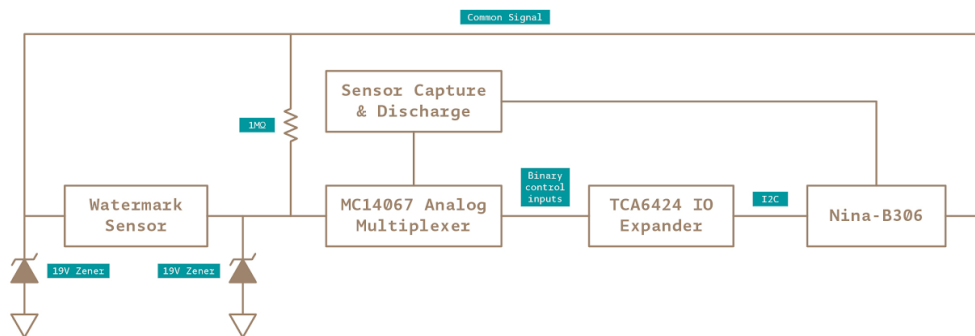 Common Signal
Sensor Capture
& Discharge
1MΩ
Binary
control
inputs
Watermark
Sensor
MC14067 Analog
Multiplexer
TCA6424 IO
Expander
I2C
Nina-B306
19V Zener
19V Zener